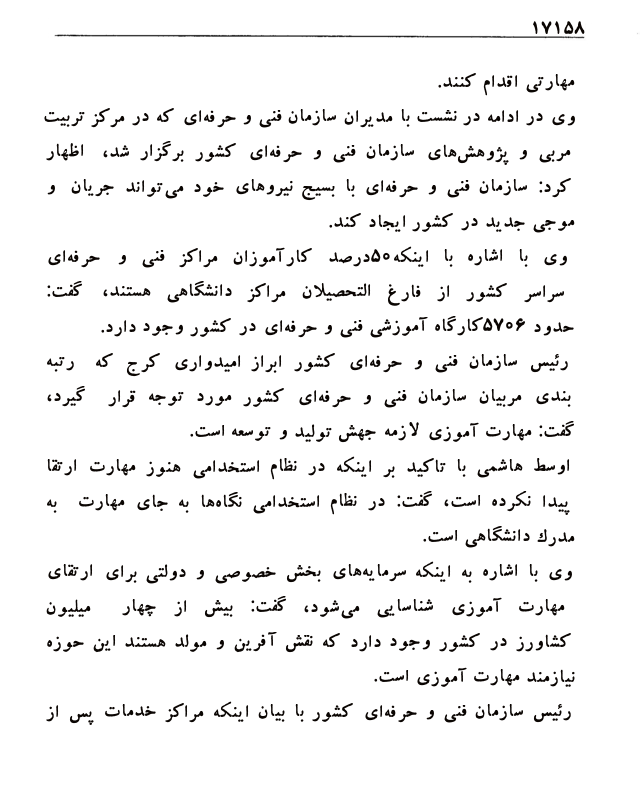 ۱۷۱۵۸
مهارتی اقدام کنند.
وی در ادامه در نشست با مدیران سازمان فنی و حرفه‌ای که در مرکز تربیت
مربی و پژوهش‌های سازمان فنی و حرفه‌ای کشور برگزار شد، اظهار
کرد: سازمان فنی و حرفه‌ای با بسیج نیروهای خود می‌تواند جریان و
موجی جدید در کشور ایجاد کند.
وی با اشاره با اینکه۵۰درصد کارآموزان مراکز فنی و حرفه‌ای
سراسر کشور از فارغ التحصیلان مراکز دانشگاهی هستند، گفت:
حدود ۵۷۰۶کارگاه آموزشی فنی و حرفه‌ای در کشور وجود دارد.
رئیس سازمان فنی و حرفه‌ای کشور ابراز امیدواری کرج که رتبه
بندی مربیان سازمان فنی و حرفه‌ای کشور مورد توجه قرار گیرد،
گفت: مهارت آموزی لازمه جهش تولید و توسعه است.
اوسط هاشمی با تاکید بر اینکه در نظام استخدامی هنوز مهارت ارتقا
پیدا نکرده است، گفت: در نظام استخدامی نگاه‌ها به جای مهارت به
مدرك دانشگاهی است.
وی با اشاره به اینکه سرمایه‌های بخش خصوصی و دولتی برای ارتقای
مهارت آموزی شناسایی می‌شود، گفت: بیش از چهار میلیون
کشاورز در کشور وجود دارد که نقش آفرین و مولد هستند این حوزه
نیازمند مهارت آموزی است.
رئیس سازمان فنی و حرفه‌ای کشور با بیان اینکه مراکز خدمات پس از